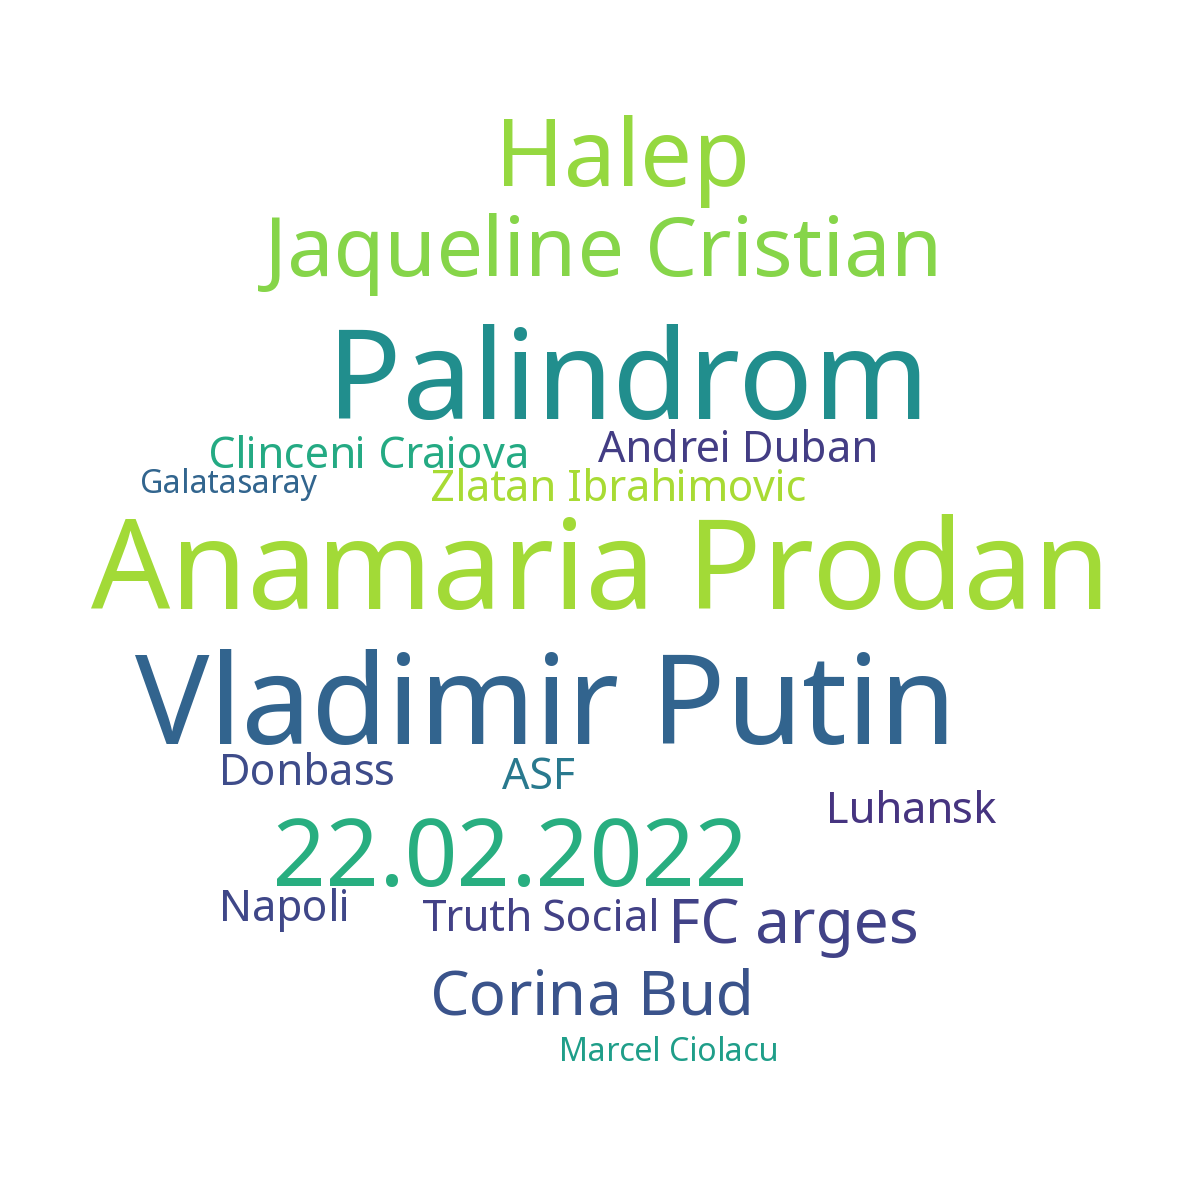 Halep
Jaqueline Cristian
Palindrom
Clinceni Craiova
Andrei Duban
Galatasaray
Zlatan Ibrahimovic
Anamaria Prodan
Vladimir Putin
Donbass
ASF
Luhansk
22.02.2022
Napoli
Truth Social
FC arges
Corina Bud
Marcel Ciolacu